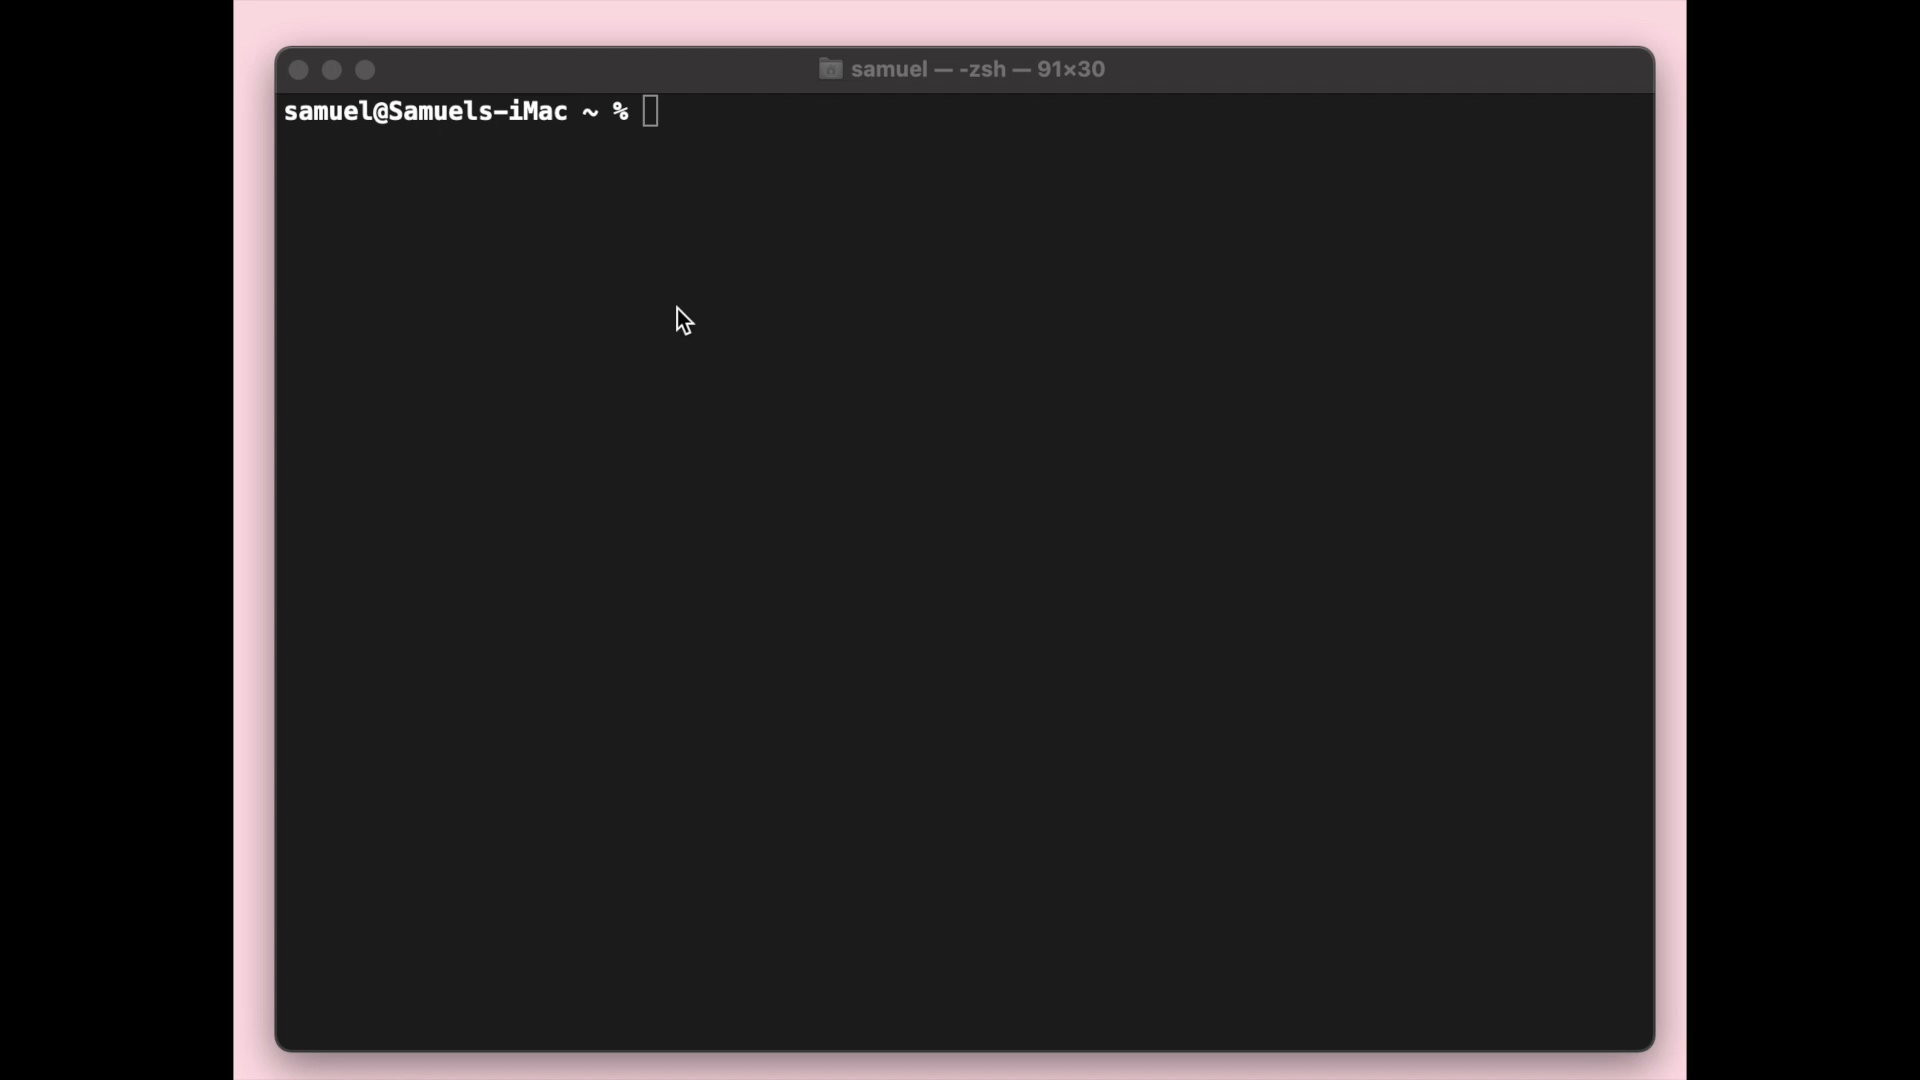 samuel — -zsh — 91×30
samuel@Samuels-iMac ~ %